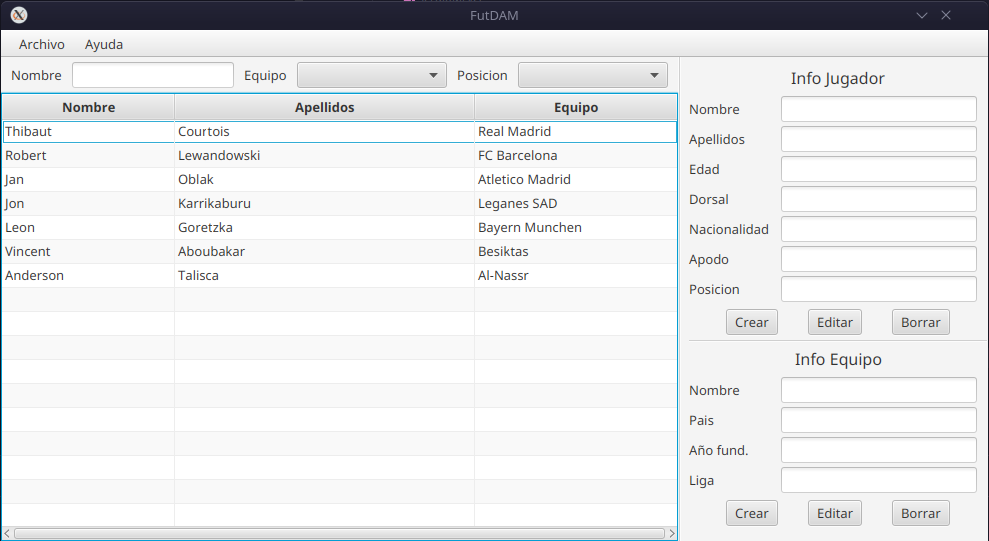 FutDAM
Archivo Ayuda
Nombre Equipo Posicion
Nombre Apellidos Equipo
Thibaut Courtois Real Madrid
Robert Lewandowski FC Barcelona
Jan Oblak Atletico Madrid
Jon Karrikaburu Leganes SAD
Leon Goretzka Bayern Munchen
Vincent Aboubakar Besiktas
Anderson Talisca Al-Nassr
Info Jugador
Nombre
Apellidos
Edad
Dorsal
Nacionalidad
Apodo
Posicion
Crear Editar Borrar
Info Equipo
Nombre
Pais
Año fund.
Liga
Crear Editar Borrar